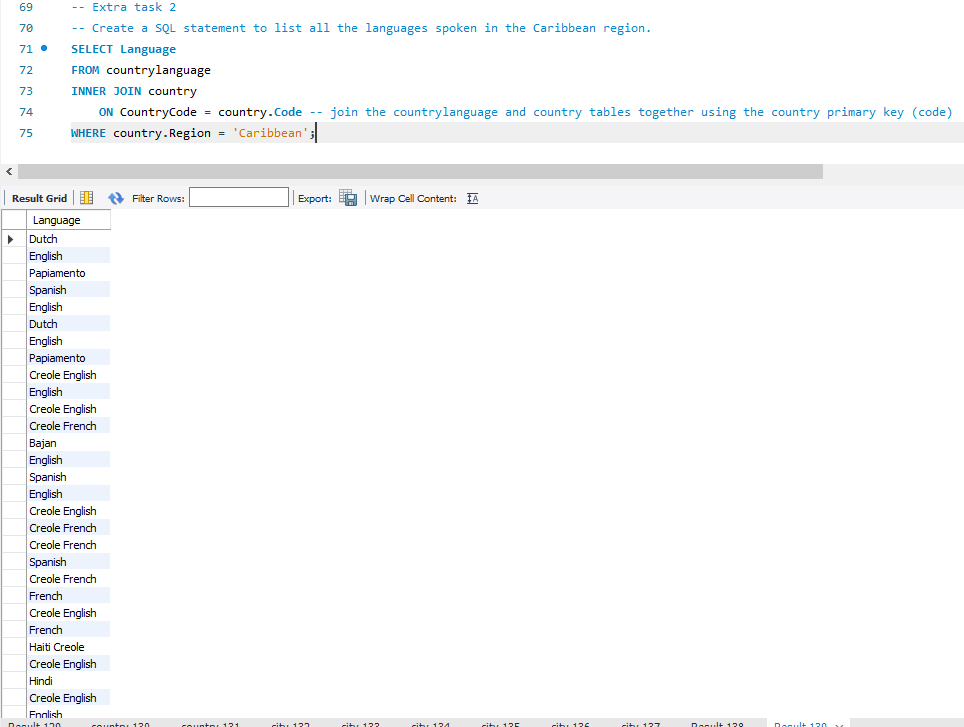 69 -- Extra task 2
70 -- Create a SQL statement to list all the languages spoken in the Caribbean region.
71 SELECT Language
72 FROM countrylanguage
73 INNER JOIN country
74 ON CountryCode = country.Code -- join the countrylanguage and country tables together using the country primary key (code)
75 WHERE country.Region = 'Caribbean';
Result Grid Filter Rows: Export: Wrap Cell Content: IA
Language
Dutch
English
Papiamento
Spanish
English
Dutch
English
Papiamento
Creole English
English
Creole English
Creole French
Bajan
English
Spanish
English
Creole English
Creole French
Creole French
Spanish
Creole French
French
Creole English
French
Haiti Creole
Creole English
Hindi
Creole English
English
Result 129 country 130 country 131 city 132 city 133 city 134 city 135 city 136 city 137 Result 138 Result 139